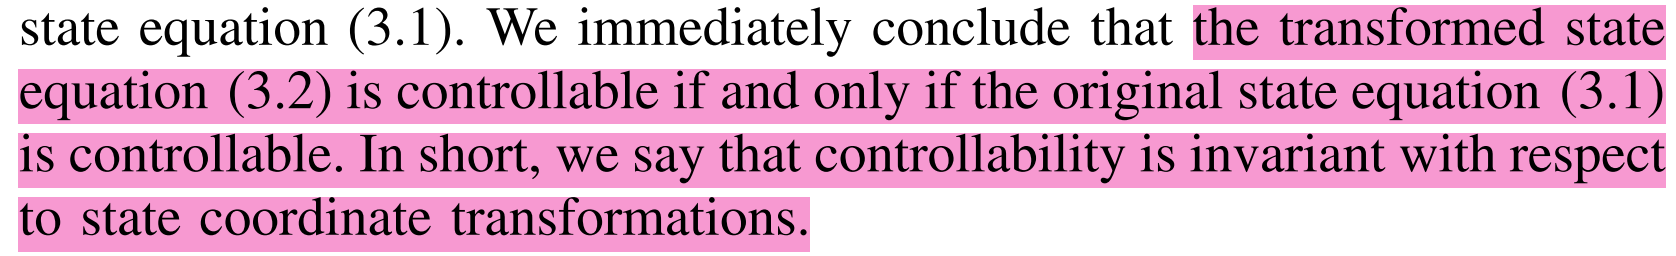 state equation (3.1). We immediately conclude that the transformed state
equation (3.2) is controllable if and only if the original state equation (3.1)
is controllable. In short, we say that controllability is invariant with respect
to state coordinate transformations.